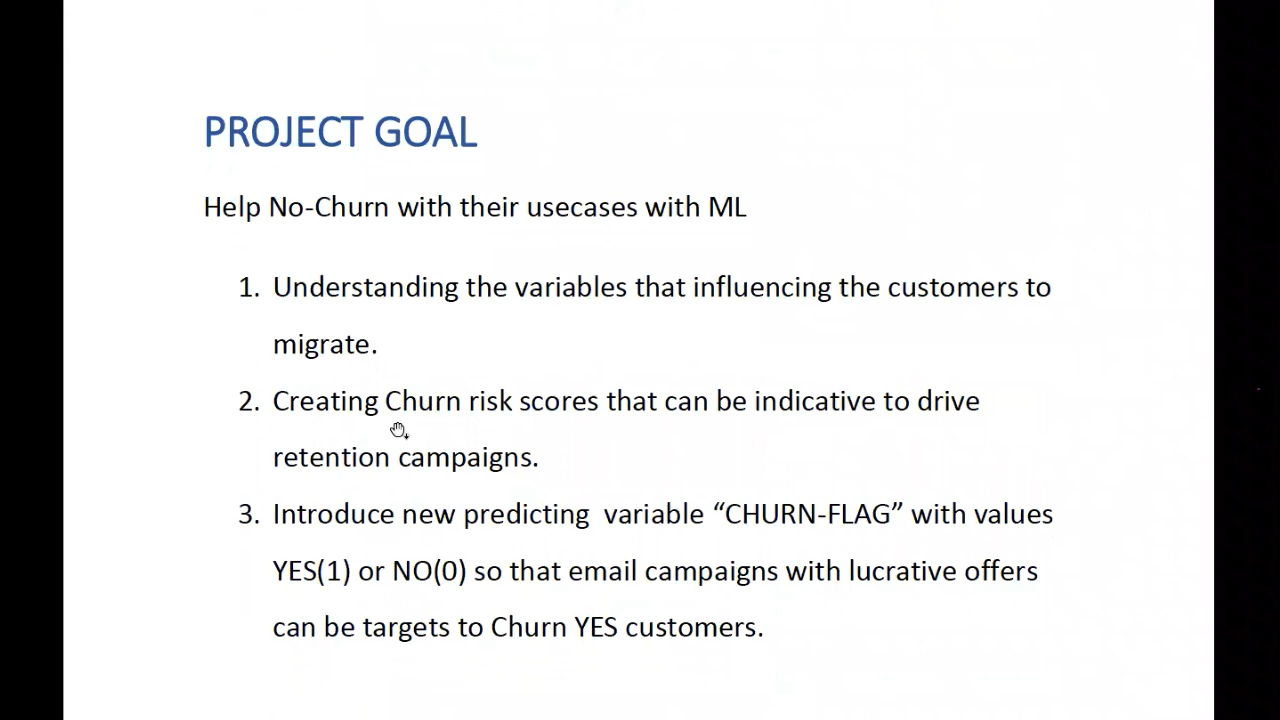 PROJECT GOAL
Help No-Churn with their usecases with ML
1. Understanding the variables that influencing the customers to
migrate.
2. Creating Churn risk scores that can be indicative to drive
retention campaigns.
3. Introduce new predicting variable “CHURN-FLAG” with values
YES(1) or NO(0) so that email campaigns with lucrative offers
can be targets to Churn YES customers.